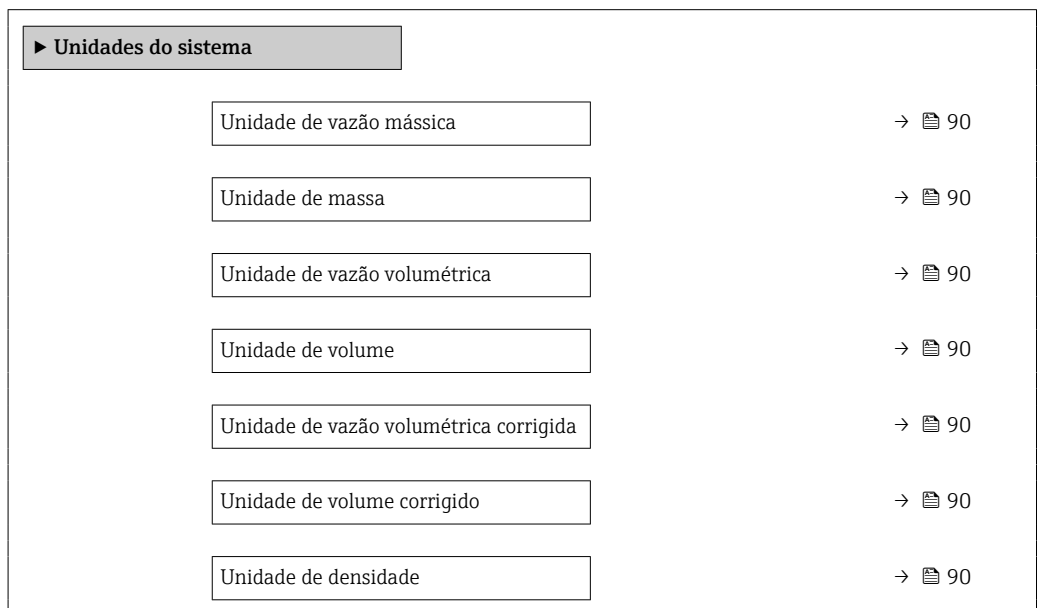 ▶ Unidades do sistema
Unidade de vazão mássica → 90
Unidade de massa → 90
Unidade de vazão volumétrica → 90
Unidade de volume → 90
Unidade de vazão volumétrica corrigida → 90
Unidade de volume corrigido → 90
Unidade de densidade → 90